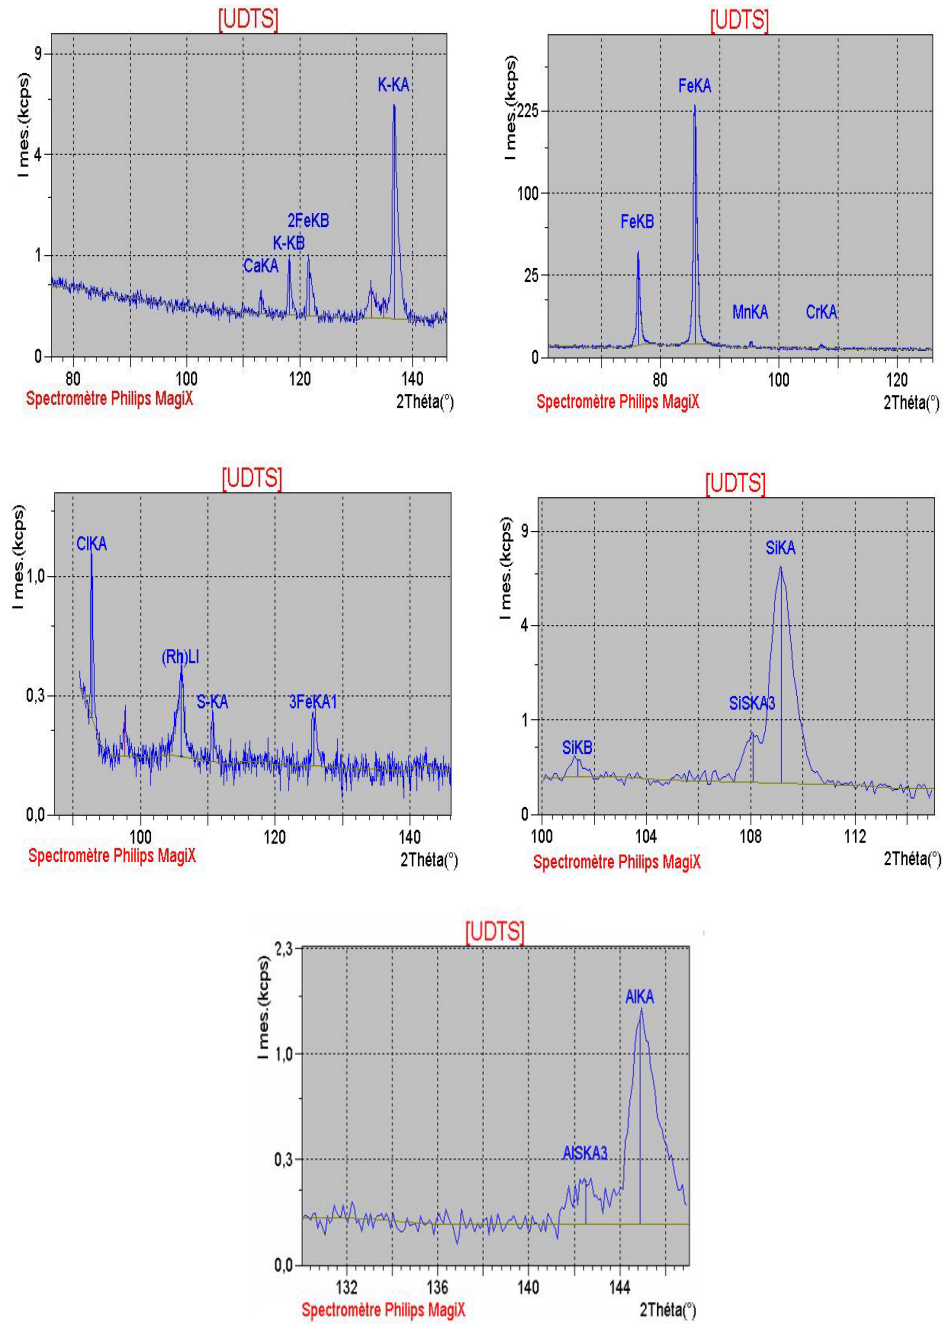 [UDTS]
I mes.(kcps)
9
4
1
0
K-KA
2FeKB
K-KB
CaKA
80 100 120 140
Spectromètre Philips MagiX
2Théta(°)
[UDTS]
I mes.(kcps)
225
100
25
0
FeKA
FeKB
MnKA
CrKA
80 100 120
Spectromètre Philips MagiX
2Théta(°)
[UDTS]
I mes.(kcps)
1,0
0,3
0,0
ClKA
(Rh)LI
S-KA
3FeKA1
100 120 140
Spectromètre Philips MagiX
2Théta(°)
[UDTS]
I mes.(kcps)
9
4
1
0
SiKA
SiSKA3
SiKB
100 104 108 112
Spectromètre Philips MagiX
2Théta(°)
[UDTS]
I mes.(kcps)
2,3
1,0
0,3
0,0
AlKA
AlSKA3
132 136 140 144
Spectromètre Philips MagiX
2Théta(°)